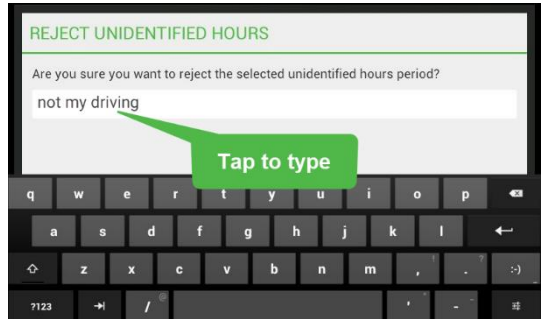 REJECT UNIDENTIFIED HOURS
Are you sure you want to reject the selected unidentified hours period?
not my driving
Tap to type
q w e r t y u i o p
a s d f g h j k l
z x c v b n m , ! . ? :-)
?123 / @ ' " - _